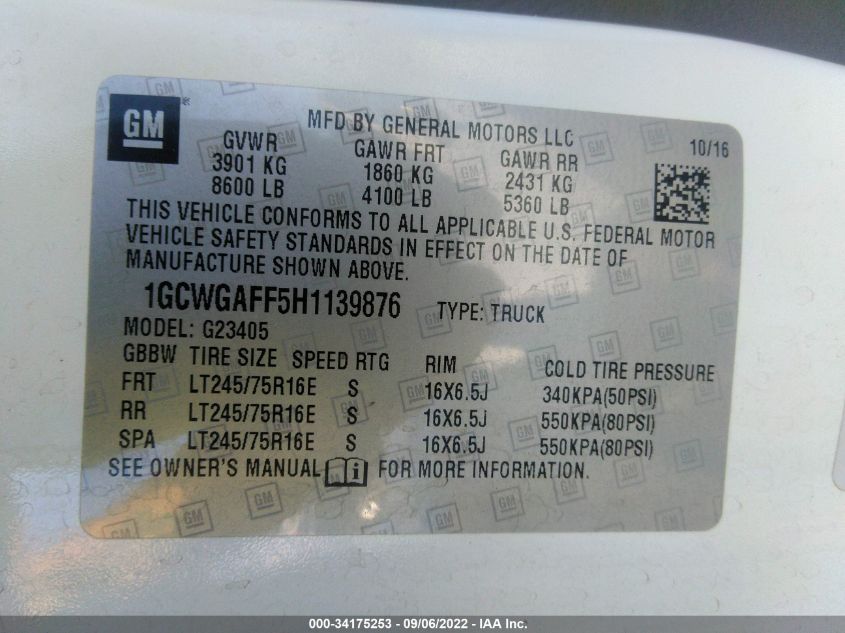 GM
MFD BY GENERAL MOTORS LLC
10/16
GVWR GAWR FRT GAWR RR
3901 KG 1860 KG 2431 KG
8600 LB 4100 LB 5360 LB
THIS VEHICLE CONFORMS TO ALL APPLICABLE U.S. FEDERAL MOTOR
VEHICLE SAFETY STANDARDS IN EFFECT ON THE DATE OF
MANUFACTURE SHOWN ABOVE.
1GCWGAFF5H1139876 TYPE: TRUCK
MODEL: G23405
GBBW TIRE SIZE SPEED RTG RIM COLD TIRE PRESSURE
FRT LT245/75R16E S 16X6.5J 340KPA(50PSI)
RR LT245/75R16E S 16X6.5J 550KPA(80PSI)
SPA LT245/75R16E S 16X6.5J 550KPA(80PSI)
SEE OWNER'S MANUAL i FOR MORE INFORMATION.
000-34175253 - 09/06/2022 - IAA Inc.